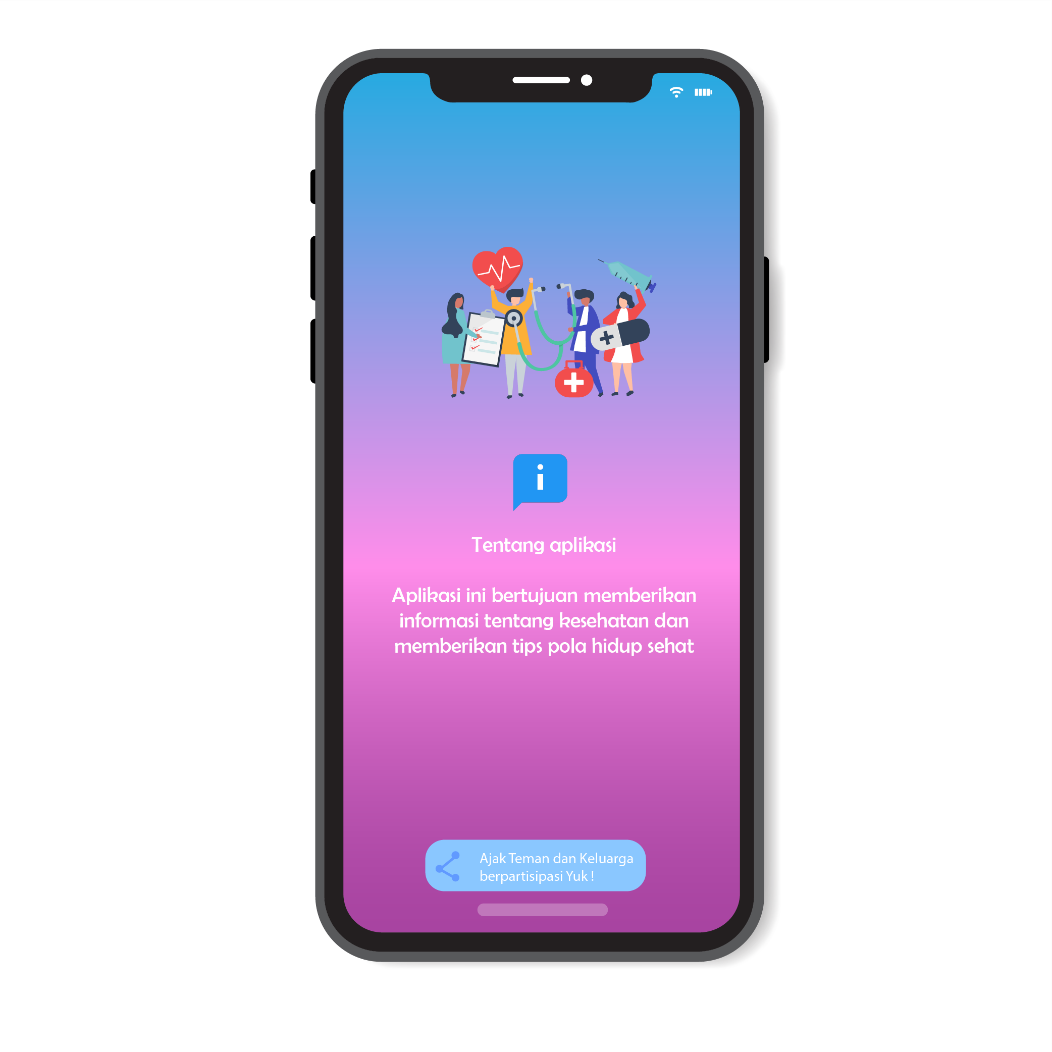 Tentang aplikasi
Aplikasi ini bertujuan memberikan
informasi tentang kesehatan dan
memberikan tips pola hidup sehat
Ajak Teman dan Keluarga
berpartisipasi Yuk !